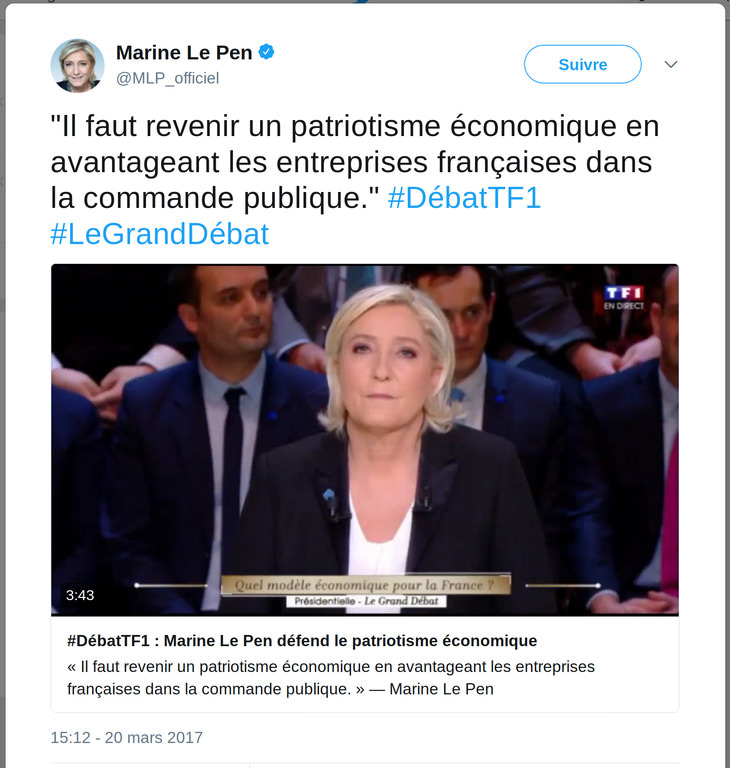 Marine Le Pen
@MLP_officiel
Suivre
"Il faut revenir un patriotisme économique en
avantageant les entreprises françaises dans
la commande publique." #DébatTF1
#LeGrandDébat
TF1
EN DIRECT
3:43
Quel modèle économique pour la France ?
Présidentielle - Le Grand Débat
#DébatTF1 : Marine Le Pen défend le patriotisme économique
« Il faut revenir un patriotisme économique en avantageant les entreprises
françaises dans la commande publique. » — Marine Le Pen
15:12 - 20 mars 2017